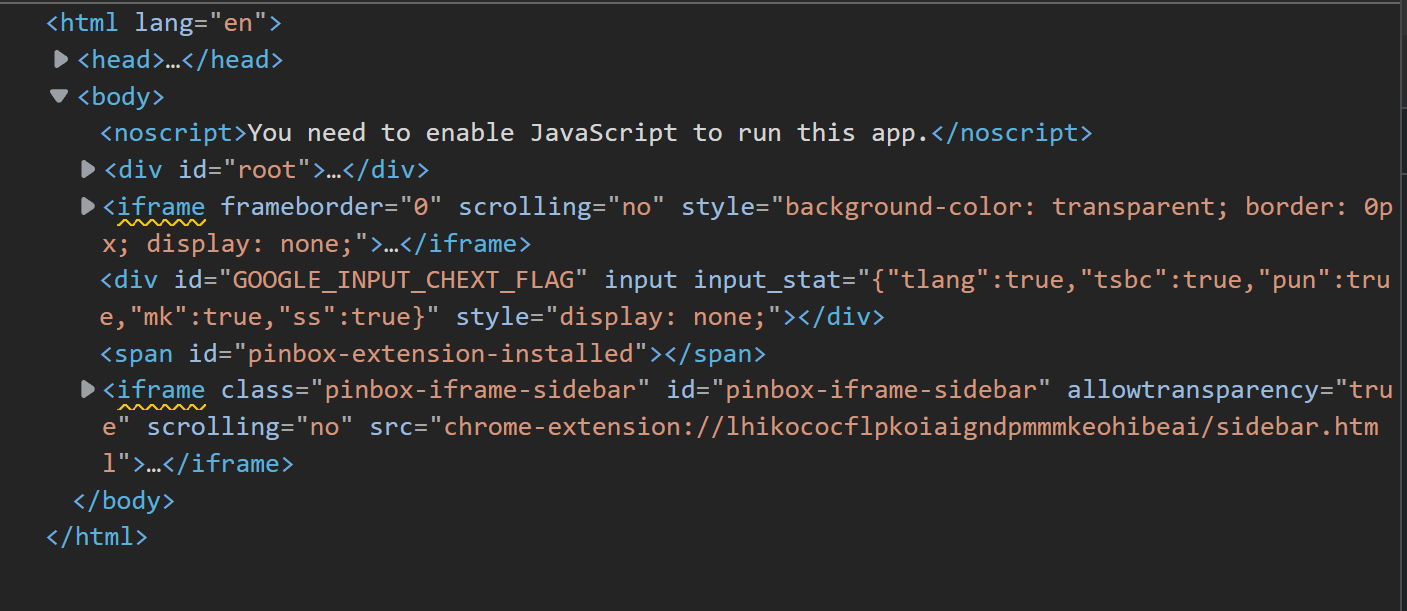 <html lang="en">
<head>…</head>
<body>
<noscript>You need to enable JavaScript to run this app.</noscript>
<div id="root">…</div>
<iframe frameborder="0" scrolling="no" style="background-color: transparent; border: 0p
x; display: none;">…</iframe>
<div id="GOOGLE_INPUT_CHEXT_FLAG" input input_stat="{"tlang":true,"tsbc":true,"pun":tru
e,"mk":true,"ss":true}" style="display: none;"></div>
<span id="pinbox-extension-installed"></span>
<iframe class="pinbox-iframe-sidebar" id="pinbox-iframe-sidebar" allowtransparency="tru
e" scrolling="no" src="chrome-extension://lhikococflpkoiaigndpmmmkeohibeai/sidebar.htm
l">…</iframe>
</body>
</html>